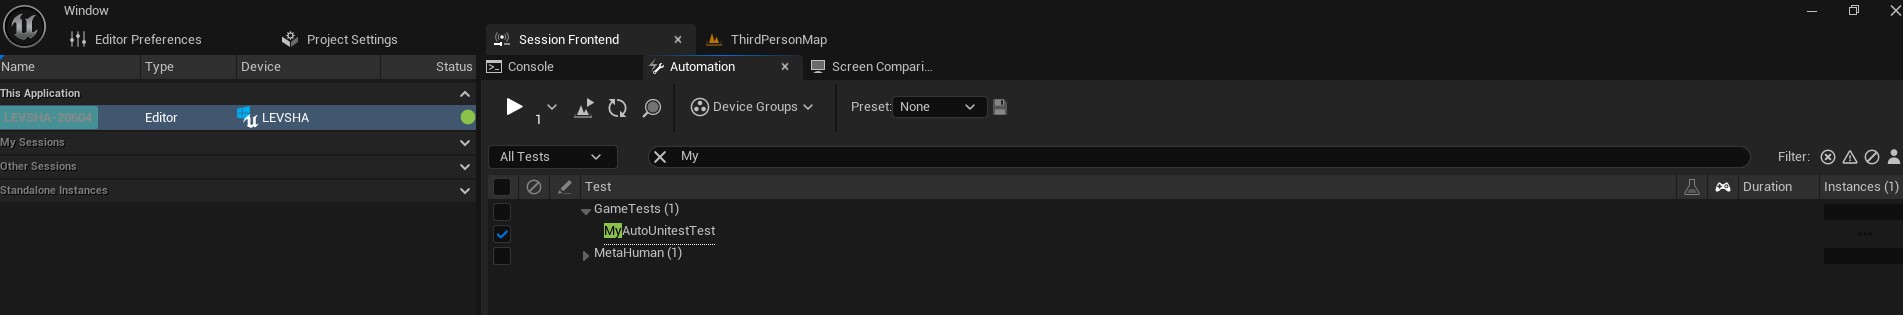 Window
Editor Preferences
Project Settings
Session Frontend
ThirdPersonMap
Name Type Device Status
Console
Automation
Screen Compari...
This Application
LEVSHA-20604 Editor LEVSHA
My Sessions
Other Sessions
Standalone Instances
1
Device Groups
Preset: None
All Tests
My
Filter:
Test Duration Instances (1)
GameTests (1)
MyAutoUnitestTest
MetaHuman (1)